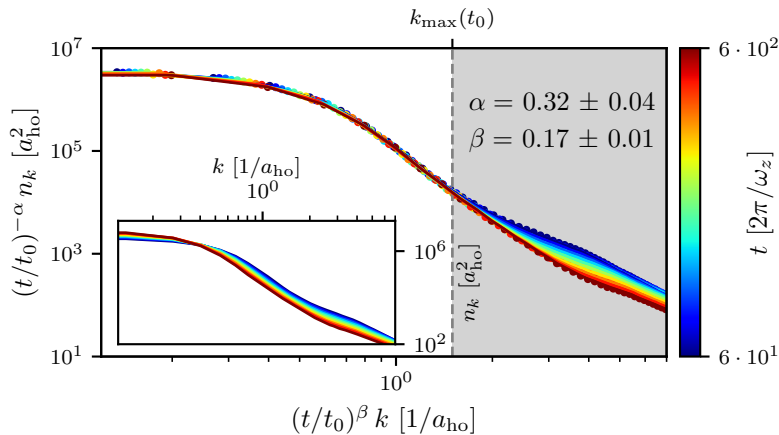 k_max(t_0)
10^7
10^5
10^3
10^1
(t/t_0)^{-α} n_k [a_ho^2]
α = 0.32 ± 0.04
β = 0.17 ± 0.01
k [1/a_ho]
10^0
10^6
10^2
n_k [a_ho^2]
10^0
(t/t_0)^β k [1/a_ho]
6 · 10^2
6 · 10^1
t [2π/ω_z]